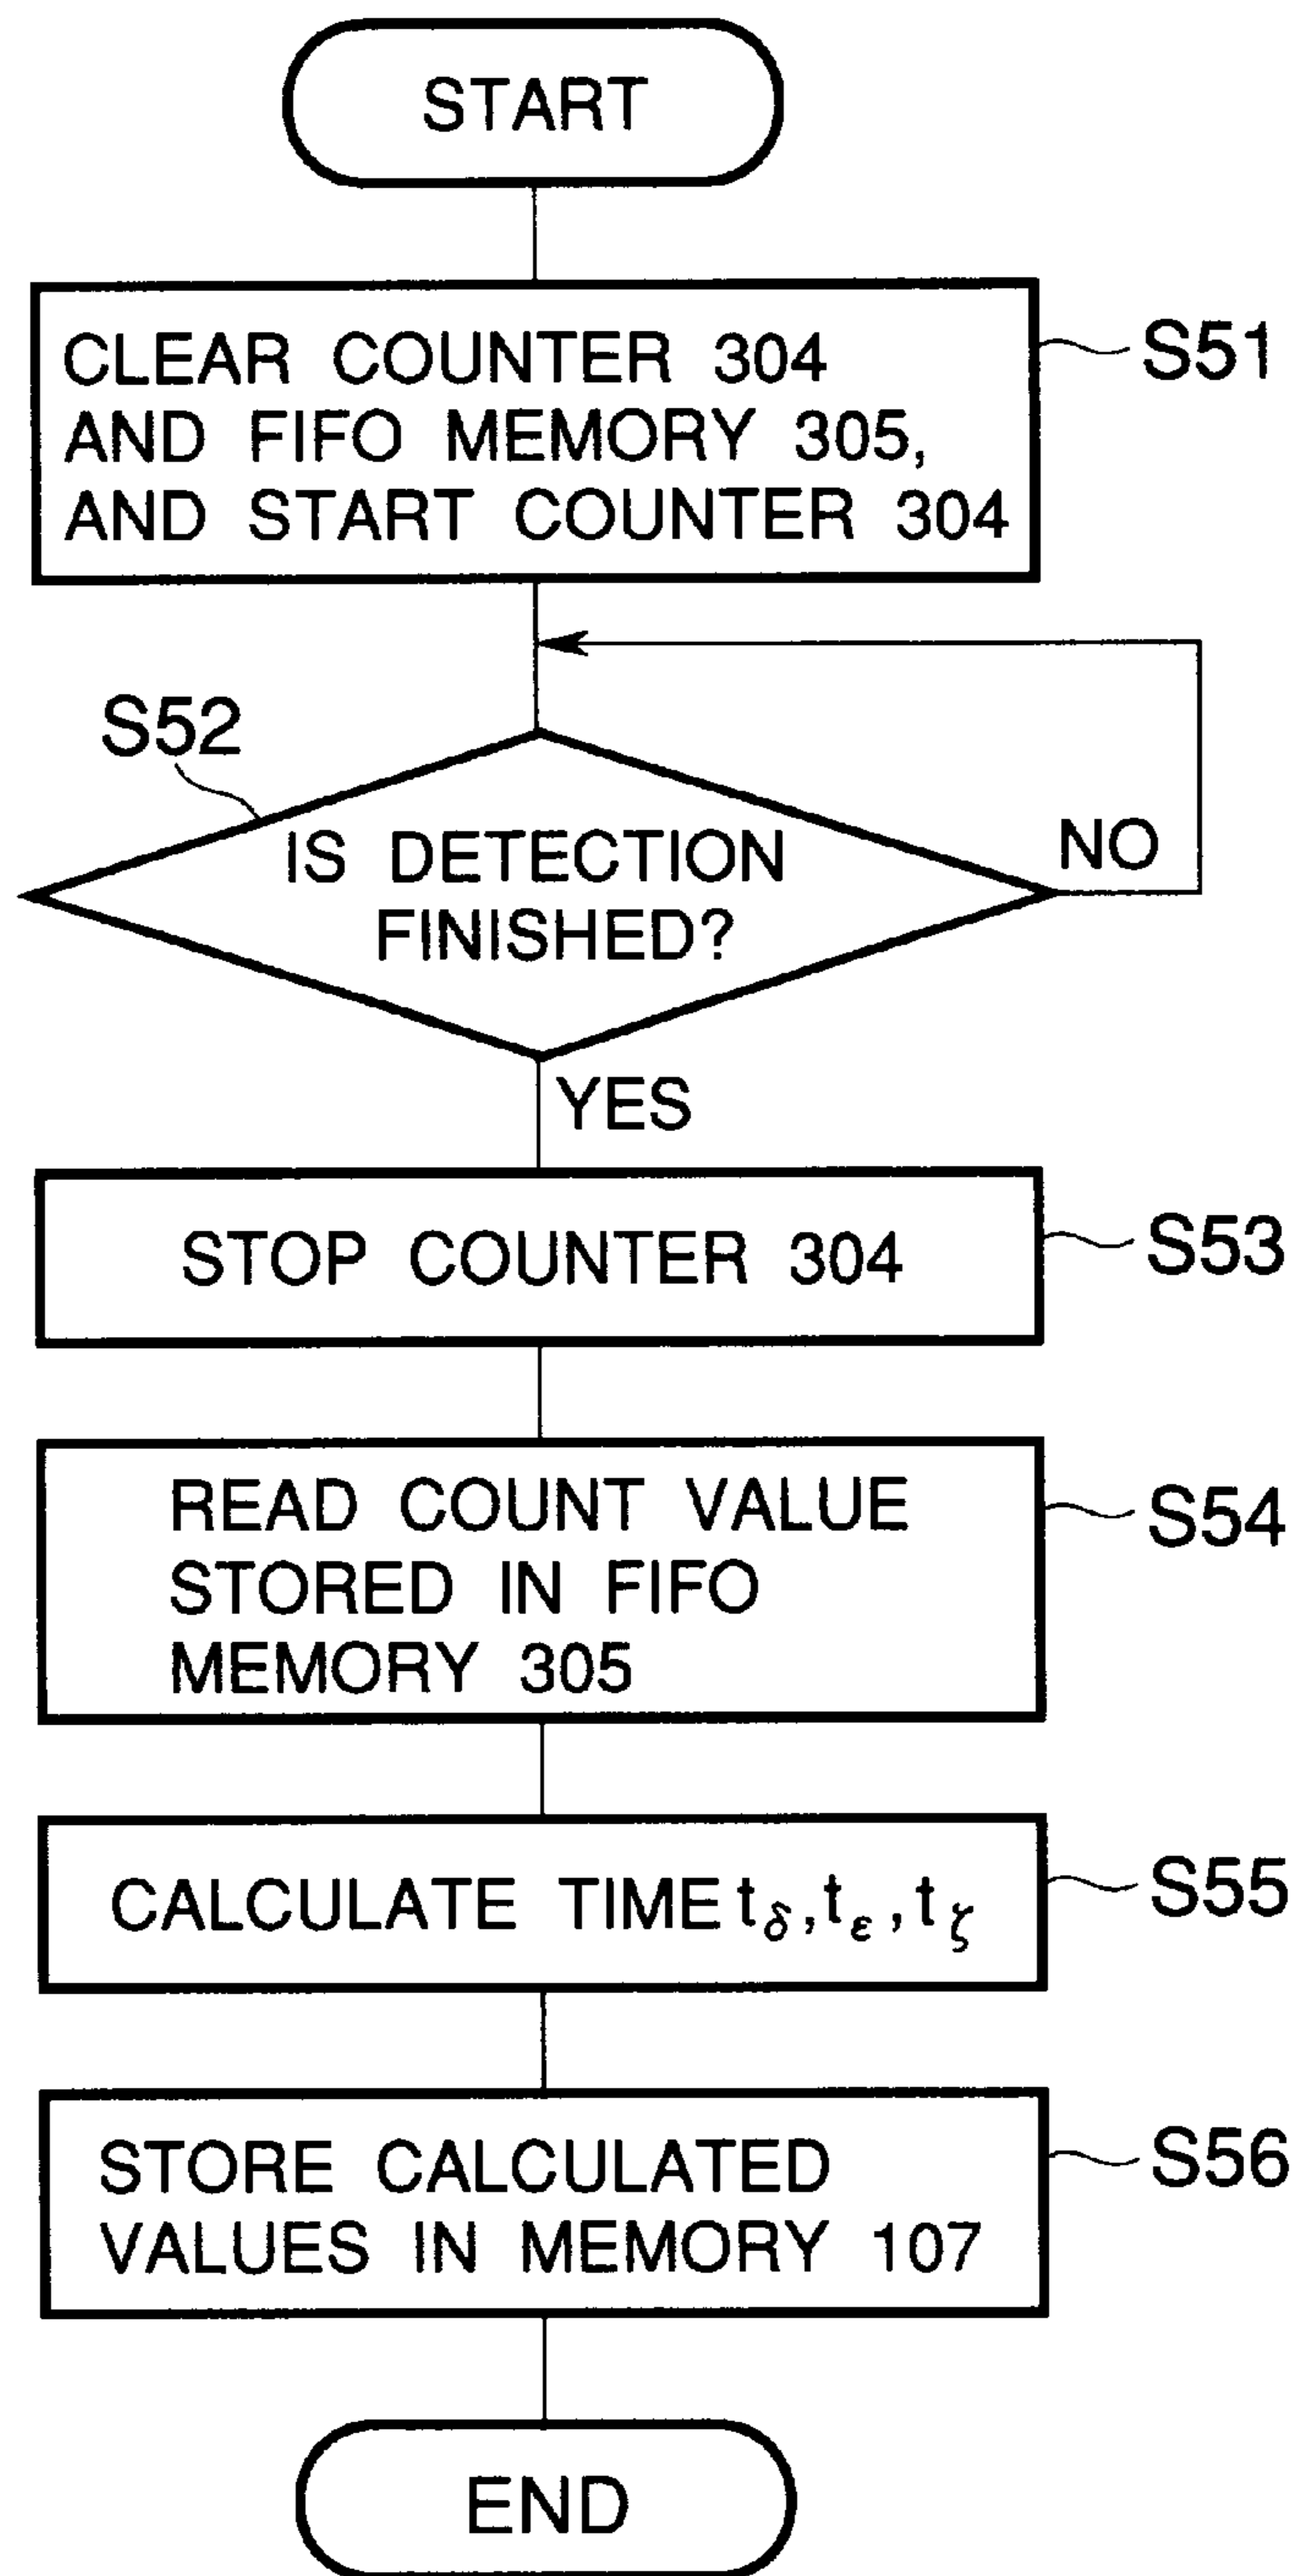 START
CLEAR COUNTER 304
AND FIFO MEMORY 305,
AND START COUNTER 304
S51
S52
IS DETECTION
FINISHED?
NO
YES
STOP COUNTER 304
S53
READ COUNT VALUE
STORED IN FIFO
MEMORY 305
S54
CALCULATE TIME tδ, tε, tζ
S55
STORE CALCULATED
VALUES IN MEMORY 107
S56
END